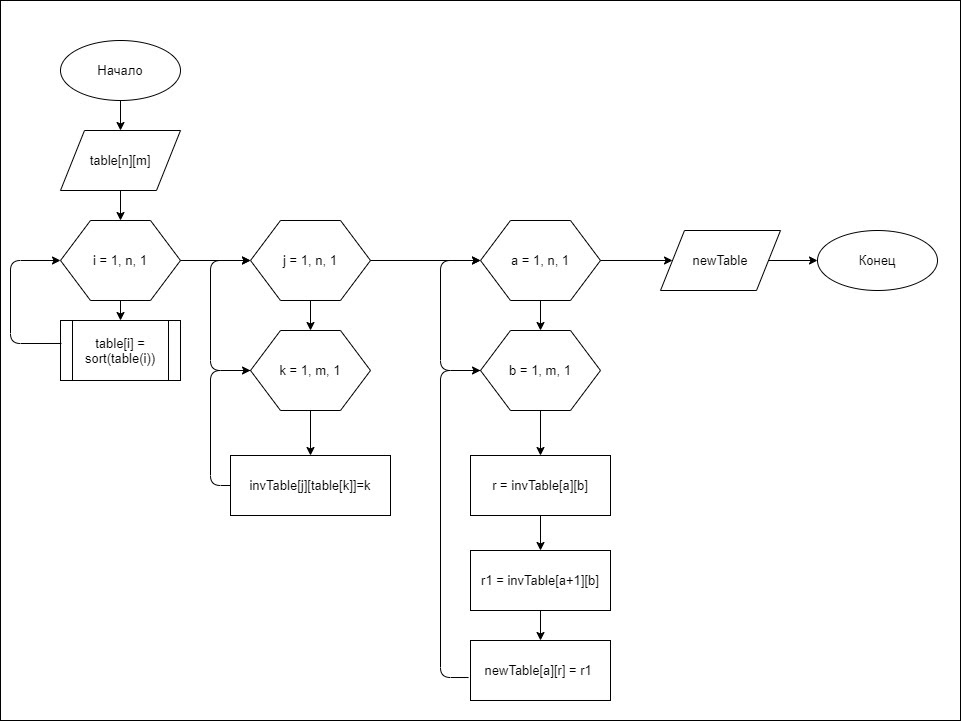 Начало
table[n][m]
i = 1, n, 1
table[i] =
sort(table(i))
j = 1, n, 1
k = 1, m, 1
invTable[j][table[k]]=k
a = 1, n, 1
b = 1, m, 1
r = invTable[a][b]
r1 = invTable[a+1][b]
newTable[a][r] = r1
newTable
Конец